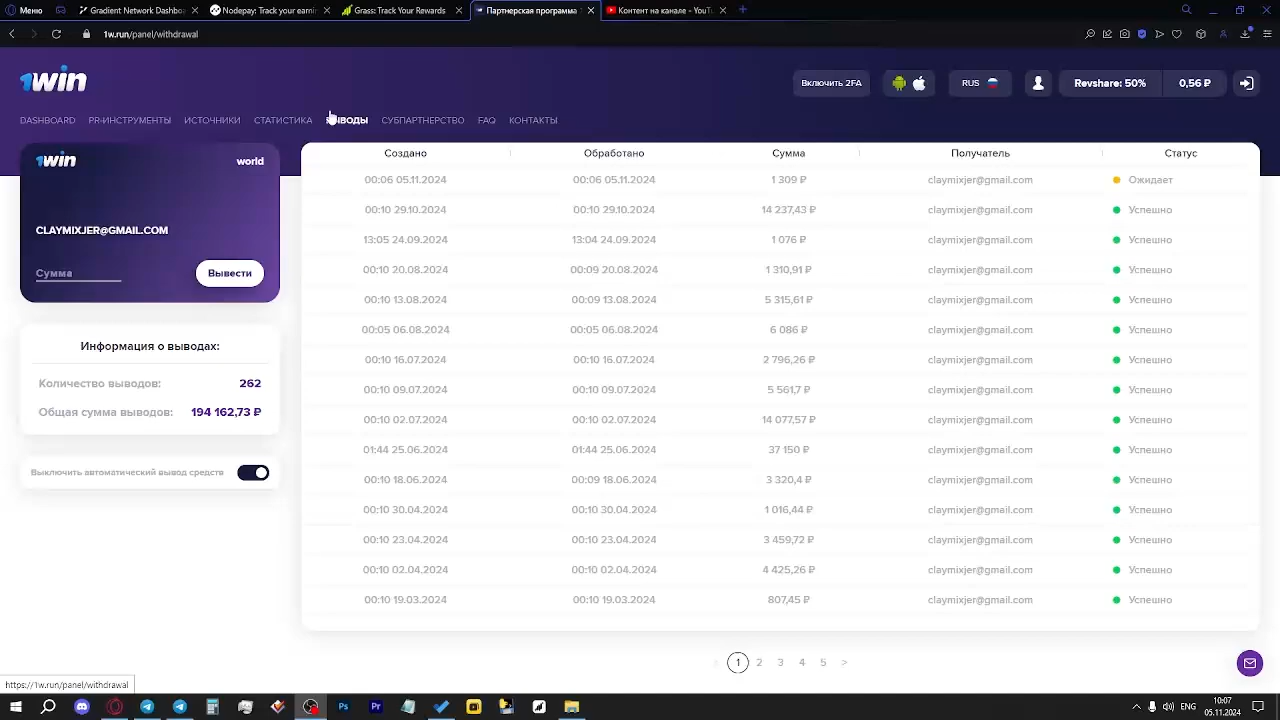 Меню
Gradient Network Dashbo
Nodepay Track your earnin
Grass: Track Your Rewards
Партнерская программа
Контент на канале - YouTu
1w.run/panel/withdrawal
1win
ВКЛЮЧИТЬ 2FA
RUS
Revshare: 50%
0,56 ₽
DASHBOARD PR-ИНСТРУМЕНТЫ ИСТОЧНИКИ СТАТИСТИКА ВЫВОДЫ СУБПАРТНЕРСТВО FAQ КОНТАКТЫ
1win world
CLAYMIXJER@GMAIL.COM
Сумма
Вывести
Информация о выводах:
Количество выводов: 262
Общая сумма выводов: 194 162,73 ₽
Выключить автоматический вывод средств
Создано Обработано Сумма Получатель Статус
00:06 05.11.2024 00:06 05.11.2024 1 309 ₽ claymixjer@gmail.com Ожидает
00:10 29.10.2024 00:10 29.10.2024 14 237,43 ₽ claymixjer@gmail.com Успешно
13:05 24.09.2024 13:04 24.09.2024 1 076 ₽ claymixjer@gmail.com Успешно
00:10 20.08.2024 00:09 20.08.2024 1 310,91 ₽ claymixjer@gmail.com Успешно
00:10 13.08.2024 00:09 13.08.2024 5 315,61 ₽ claymixjer@gmail.com Успешно
00:05 06.08.2024 00:05 06.08.2024 6 086 ₽ claymixjer@gmail.com Успешно
00:10 16.07.2024 00:10 16.07.2024 2 796,26 ₽ claymixjer@gmail.com Успешно
00:10 09.07.2024 00:10 09.07.2024 5 561,7 ₽ claymixjer@gmail.com Успешно
00:10 02.07.2024 00:10 02.07.2024 14 077,57 ₽ claymixjer@gmail.com Успешно
01:44 25.06.2024 01:44 25.06.2024 37 150 ₽ claymixjer@gmail.com Успешно
00:10 18.06.2024 00:09 18.06.2024 3 320,4 ₽ claymixjer@gmail.com Успешно
00:10 30.04.2024 00:10 30.04.2024 1 016,44 ₽ claymixjer@gmail.com Успешно
00:10 23.04.2024 00:10 23.04.2024 3 459,72 ₽ claymixjer@gmail.com Успешно
00:10 02.04.2024 00:10 02.04.2024 4 425,26 ₽ claymixjer@gmail.com Успешно
00:10 19.03.2024 00:10 19.03.2024 807,45 ₽ claymixjer@gmail.com Успешно
1 2 3 4 5 >
https://1w.run/panel/withdrawal
Ps Pr
10:07
05.11.2024